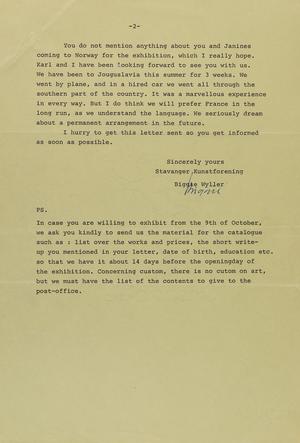 -2-
You do not mention anything about you and Janines
coming to Norway for the exhibition, which I really hope.
Karl and I have been looking forward to see you with us.
We have been to Jouguslavia this summer for 3 weeks. We
went by plane, and in a hired car we went all through the
southern part of the country. It was a marvellous experience
in every way. But I do think we will prefer France in the
long run, as we understand the language. We seriously dream
about a permanent arrangement in the future.
I hurry to get this letter sent so you get informed
as soon as possible.
Sincerely yours
Stavanger Kunstforening
Wyller
PS.
In case you are willing to exhibit from the 9th of October,
we ask you kindly to send us the material for the catalogue
such as : list over the works and prices, the short write-
up you mentioned in your letter, date of birth, education etc.
so that we have it about 14 days before the openingday of
the exhibition. Concerning custom, there is no cutom on art,
but we must have the list of the contents to give to the
post-office.